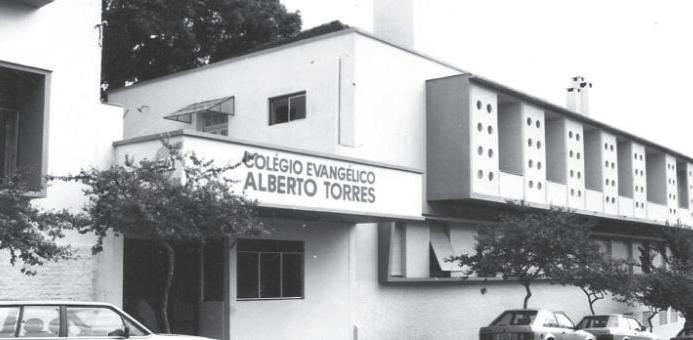 COLÉGIO EVANGÉLICO
ALBERTO TORRES